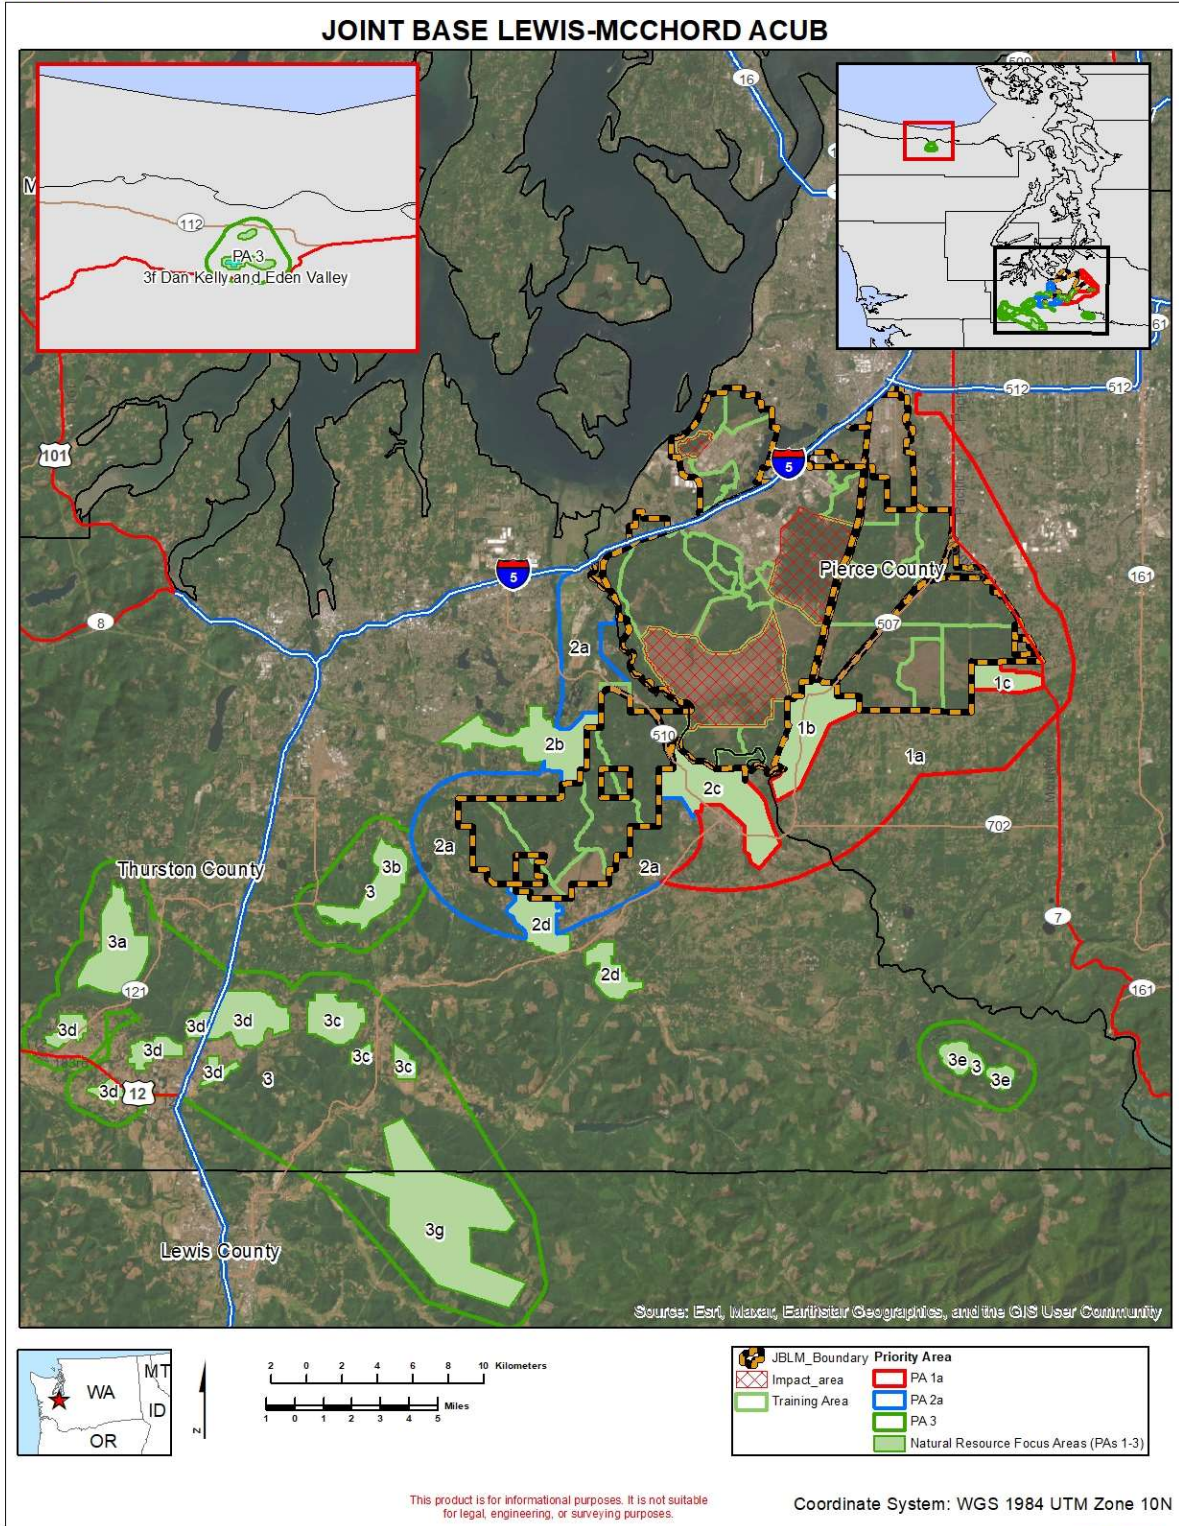 JOINT BASE LEWIS-MCCHORD ACUB
16
112
PA-3
3f Dan Kelly and Eden Valley
512
512
101
5
5
Pierce County
161
8
507
2a
1c
1b
510
2b
1a
2c
702
Thurston County
3b
2a
2a
3
3a
2d
7
2d
121
161
3d
3d
3d
3c
3d
3c
3c
3d
3
3e
3
3e
3d
12
3g
Lewis County
Source: Esri, Maxar, Earthstar Geographics, and the GIS User Community
WA
MT
ID
OR
N
2 0 2 4 6 8 10 Kilometers
1 0 1 2 3 4 5 Miles
JBLM_Boundary
Impact_area
Training Area
Priority Area
PA 1a
PA 2a
PA 3
Natural Resource Focus Areas (PAs 1-3)
This product is for informational purposes. It is not suitable
for legal, engineering, or surveying purposes.
Coordinate System: WGS 1984 UTM Zone 10N